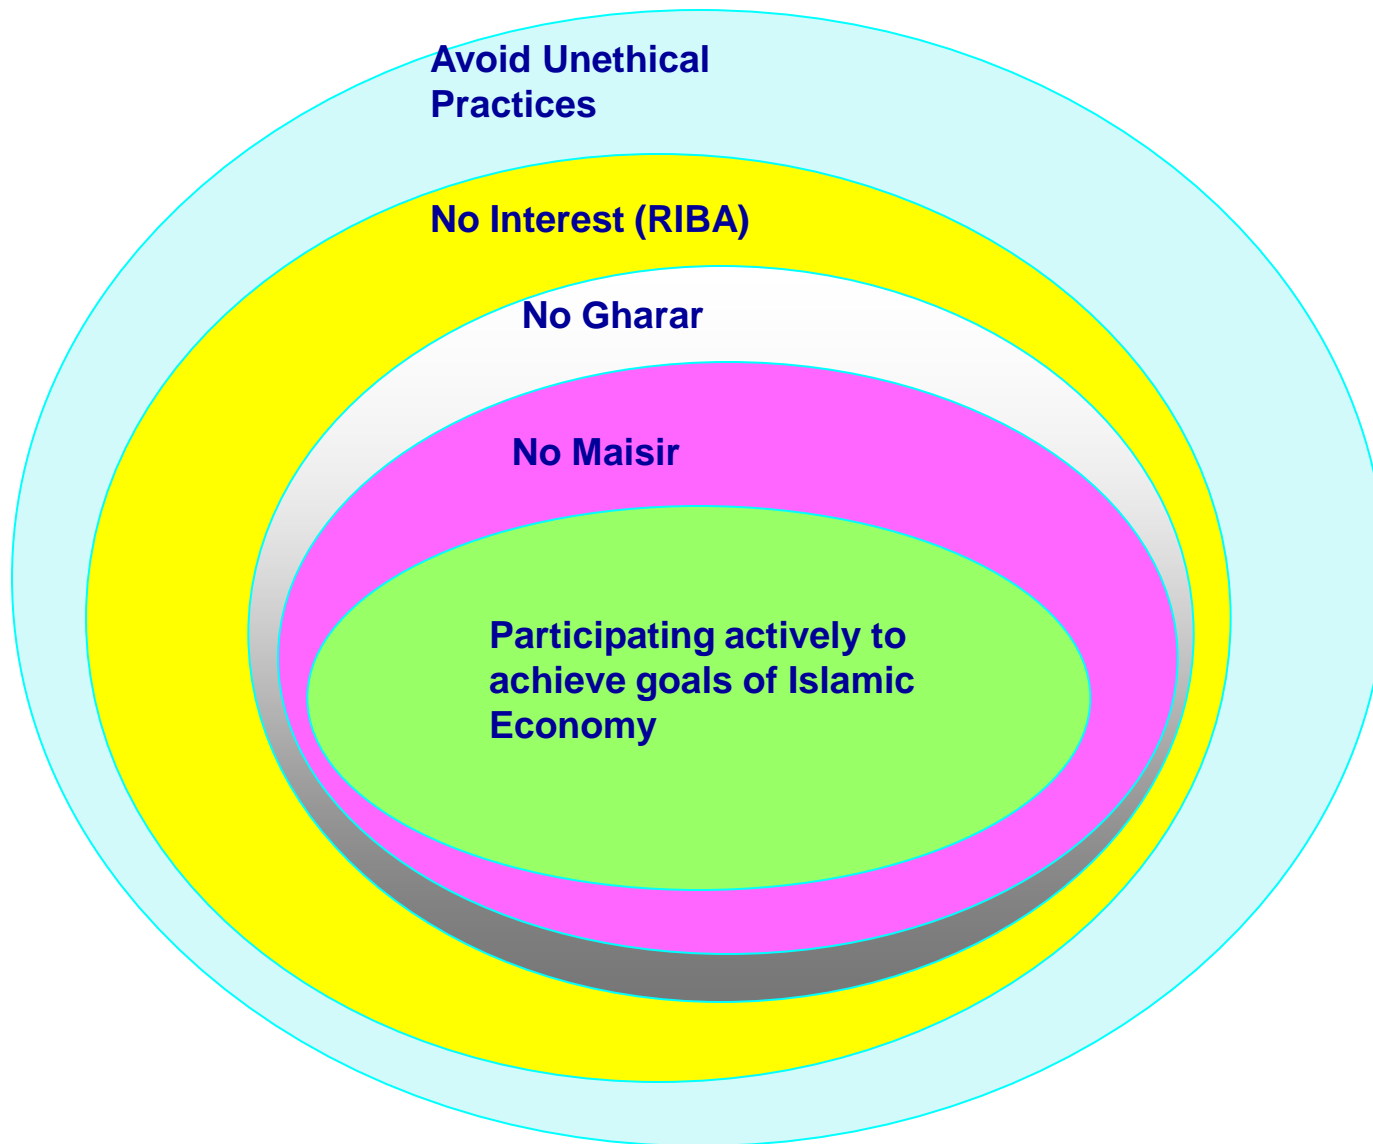 Avoid Unethical
Practices
No Interest (RIBA)
No Gharar
No Maisir
Participating actively to
achieve goals of Islamic
Economy